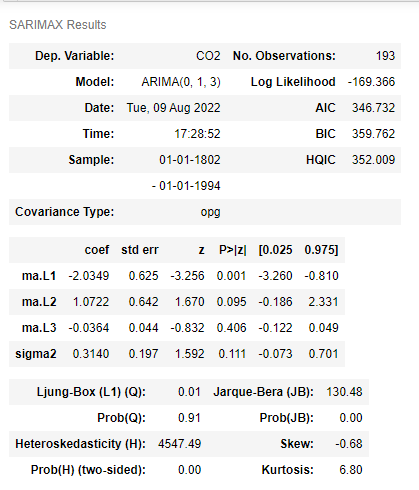 SARIMAX Results
Dep. Variable: CO2 No. Observations: 193
Model: ARIMA(0, 1, 3) Log Likelihood -169.366
Date: Tue, 09 Aug 2022 AIC 346.732
Time: 17:28:52 BIC 359.762
Sample: 01-01-1802 HQIC 352.009
- 01-01-1994
Covariance Type: opg
coef std err z P>|z| [0.025 0.975]
ma.L1 -2.0349 0.625 -3.256 0.001 -3.260 -0.810
ma.L2 1.0722 0.642 1.670 0.095 -0.186 2.331
ma.L3 -0.0364 0.044 -0.832 0.406 -0.122 0.049
sigma2 0.3140 0.197 1.592 0.111 -0.073 0.701
Ljung-Box (L1) (Q): 0.01 Jarque-Bera (JB): 130.48
Prob(Q): 0.91 Prob(JB): 0.00
Heteroskedasticity (H): 4547.49 Skew: -0.68
Prob(H) (two-sided): 0.00 Kurtosis: 6.80